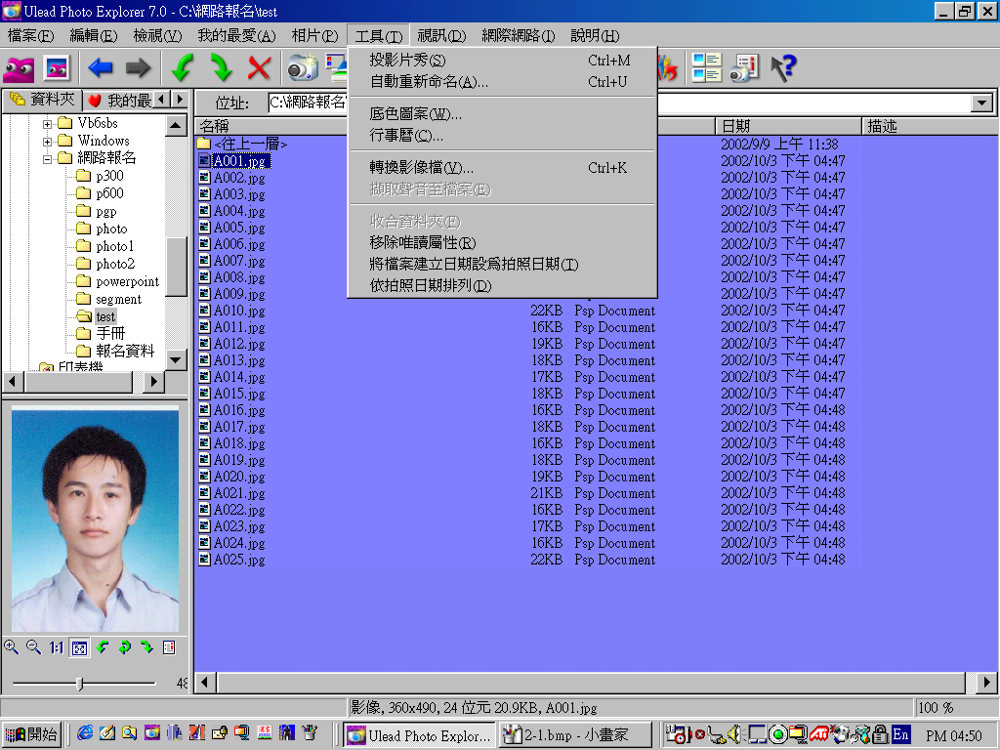 Ulead Photo Explorer 7.0 - C:\網路報名\test
檔案(F) 編輯(E) 檢視(V) 我的最愛(A) 相片(P) 工具(T) 視訊(D) 網際網路(I) 說明(H)
投影片秀(S) Ctrl+M
自動重新命名(A)... Ctrl+U
底色圖案(W)...
行事曆(C)...
轉換影像檔(V)... Ctrl+K
擷取聲音至檔案(E)
收合資料夾(F)
移除唯讀屬性(R)
將檔案建立日期設為拍照日期(T)
依拍照日期排列(D)
資料夾 我的最
位址: C:\網路報名\
Vb6sbs
Windows
網路報名
p300
p600
pgp
photo
photo1
photo2
powerpoint
segment
test
手冊
報名資料
印表機
名稱 日期 描述
<往上一層> 2002/9/9 上午 11:38
A001.jpg 2002/10/3 下午 04:47
A002.jpg 2002/10/3 下午 04:47
A003.jpg 2002/10/3 下午 04:47
A004.jpg 2002/10/3 下午 04:47
A005.jpg 2002/10/3 下午 04:47
A006.jpg 2002/10/3 下午 04:47
A007.jpg 2002/10/3 下午 04:47
A008.jpg 2002/10/3 下午 04:47
A009.jpg 2002/10/3 下午 04:47
A010.jpg 22KB Psp Document 2002/10/3 下午 04:47
A011.jpg 16KB Psp Document 2002/10/3 下午 04:47
A012.jpg 19KB Psp Document 2002/10/3 下午 04:47
A013.jpg 18KB Psp Document 2002/10/3 下午 04:47
A014.jpg 17KB Psp Document 2002/10/3 下午 04:47
A015.jpg 18KB Psp Document 2002/10/3 下午 04:47
A016.jpg 16KB Psp Document 2002/10/3 下午 04:48
A017.jpg 18KB Psp Document 2002/10/3 下午 04:48
A018.jpg 16KB Psp Document 2002/10/3 下午 04:48
A019.jpg 18KB Psp Document 2002/10/3 下午 04:48
A020.jpg 19KB Psp Document 2002/10/3 下午 04:48
A021.jpg 21KB Psp Document 2002/10/3 下午 04:48
A022.jpg 16KB Psp Document 2002/10/3 下午 04:48
A023.jpg 17KB Psp Document 2002/10/3 下午 04:48
A024.jpg 16KB Psp Document 2002/10/3 下午 04:48
A025.jpg 22KB Psp Document 2002/10/3 下午 04:48
1:1
48
影像, 360x490, 24 位元 20.9KB, A001.jpg 100 %
開始 Ulead Photo Explor... 2-1.bmp - 小畫家 En PM 04:50